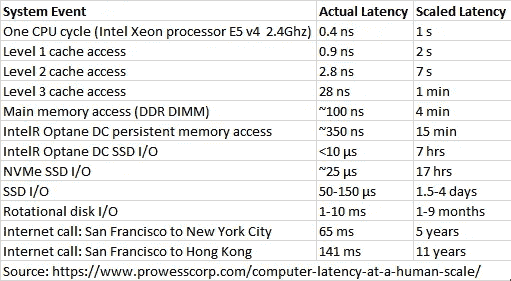 System Event Actual Latency Scaled Latency
One CPU cycle (Intel Xeon processor E5 v4 2.4Ghz) 0.4 ns 1 s
Level 1 cache access 0.9 ns 2 s
Level 2 cache access 2.8 ns 7 s
Level 3 cache access 28 ns 1 min
Main memory access (DDR DIMM) ~100 ns 4 min
IntelR Optane DC persistent memory access ~350 ns 15 min
IntelR Optane DC SSD I/O <10 µs 7 hrs
NVMe SSD I/O ~25 µs 17 hrs
SSD I/O 50-150 µs 1.5-4 days
Rotational disk I/O 1-10 ms 1-9 months
Internet call: San Francisco to New York City 65 ms 5 years
Internet call: San Francisco to Hong Kong 141 ms 11 years
Source: https://www.prowesscorp.com/computer-latency-at-a-human-scale/